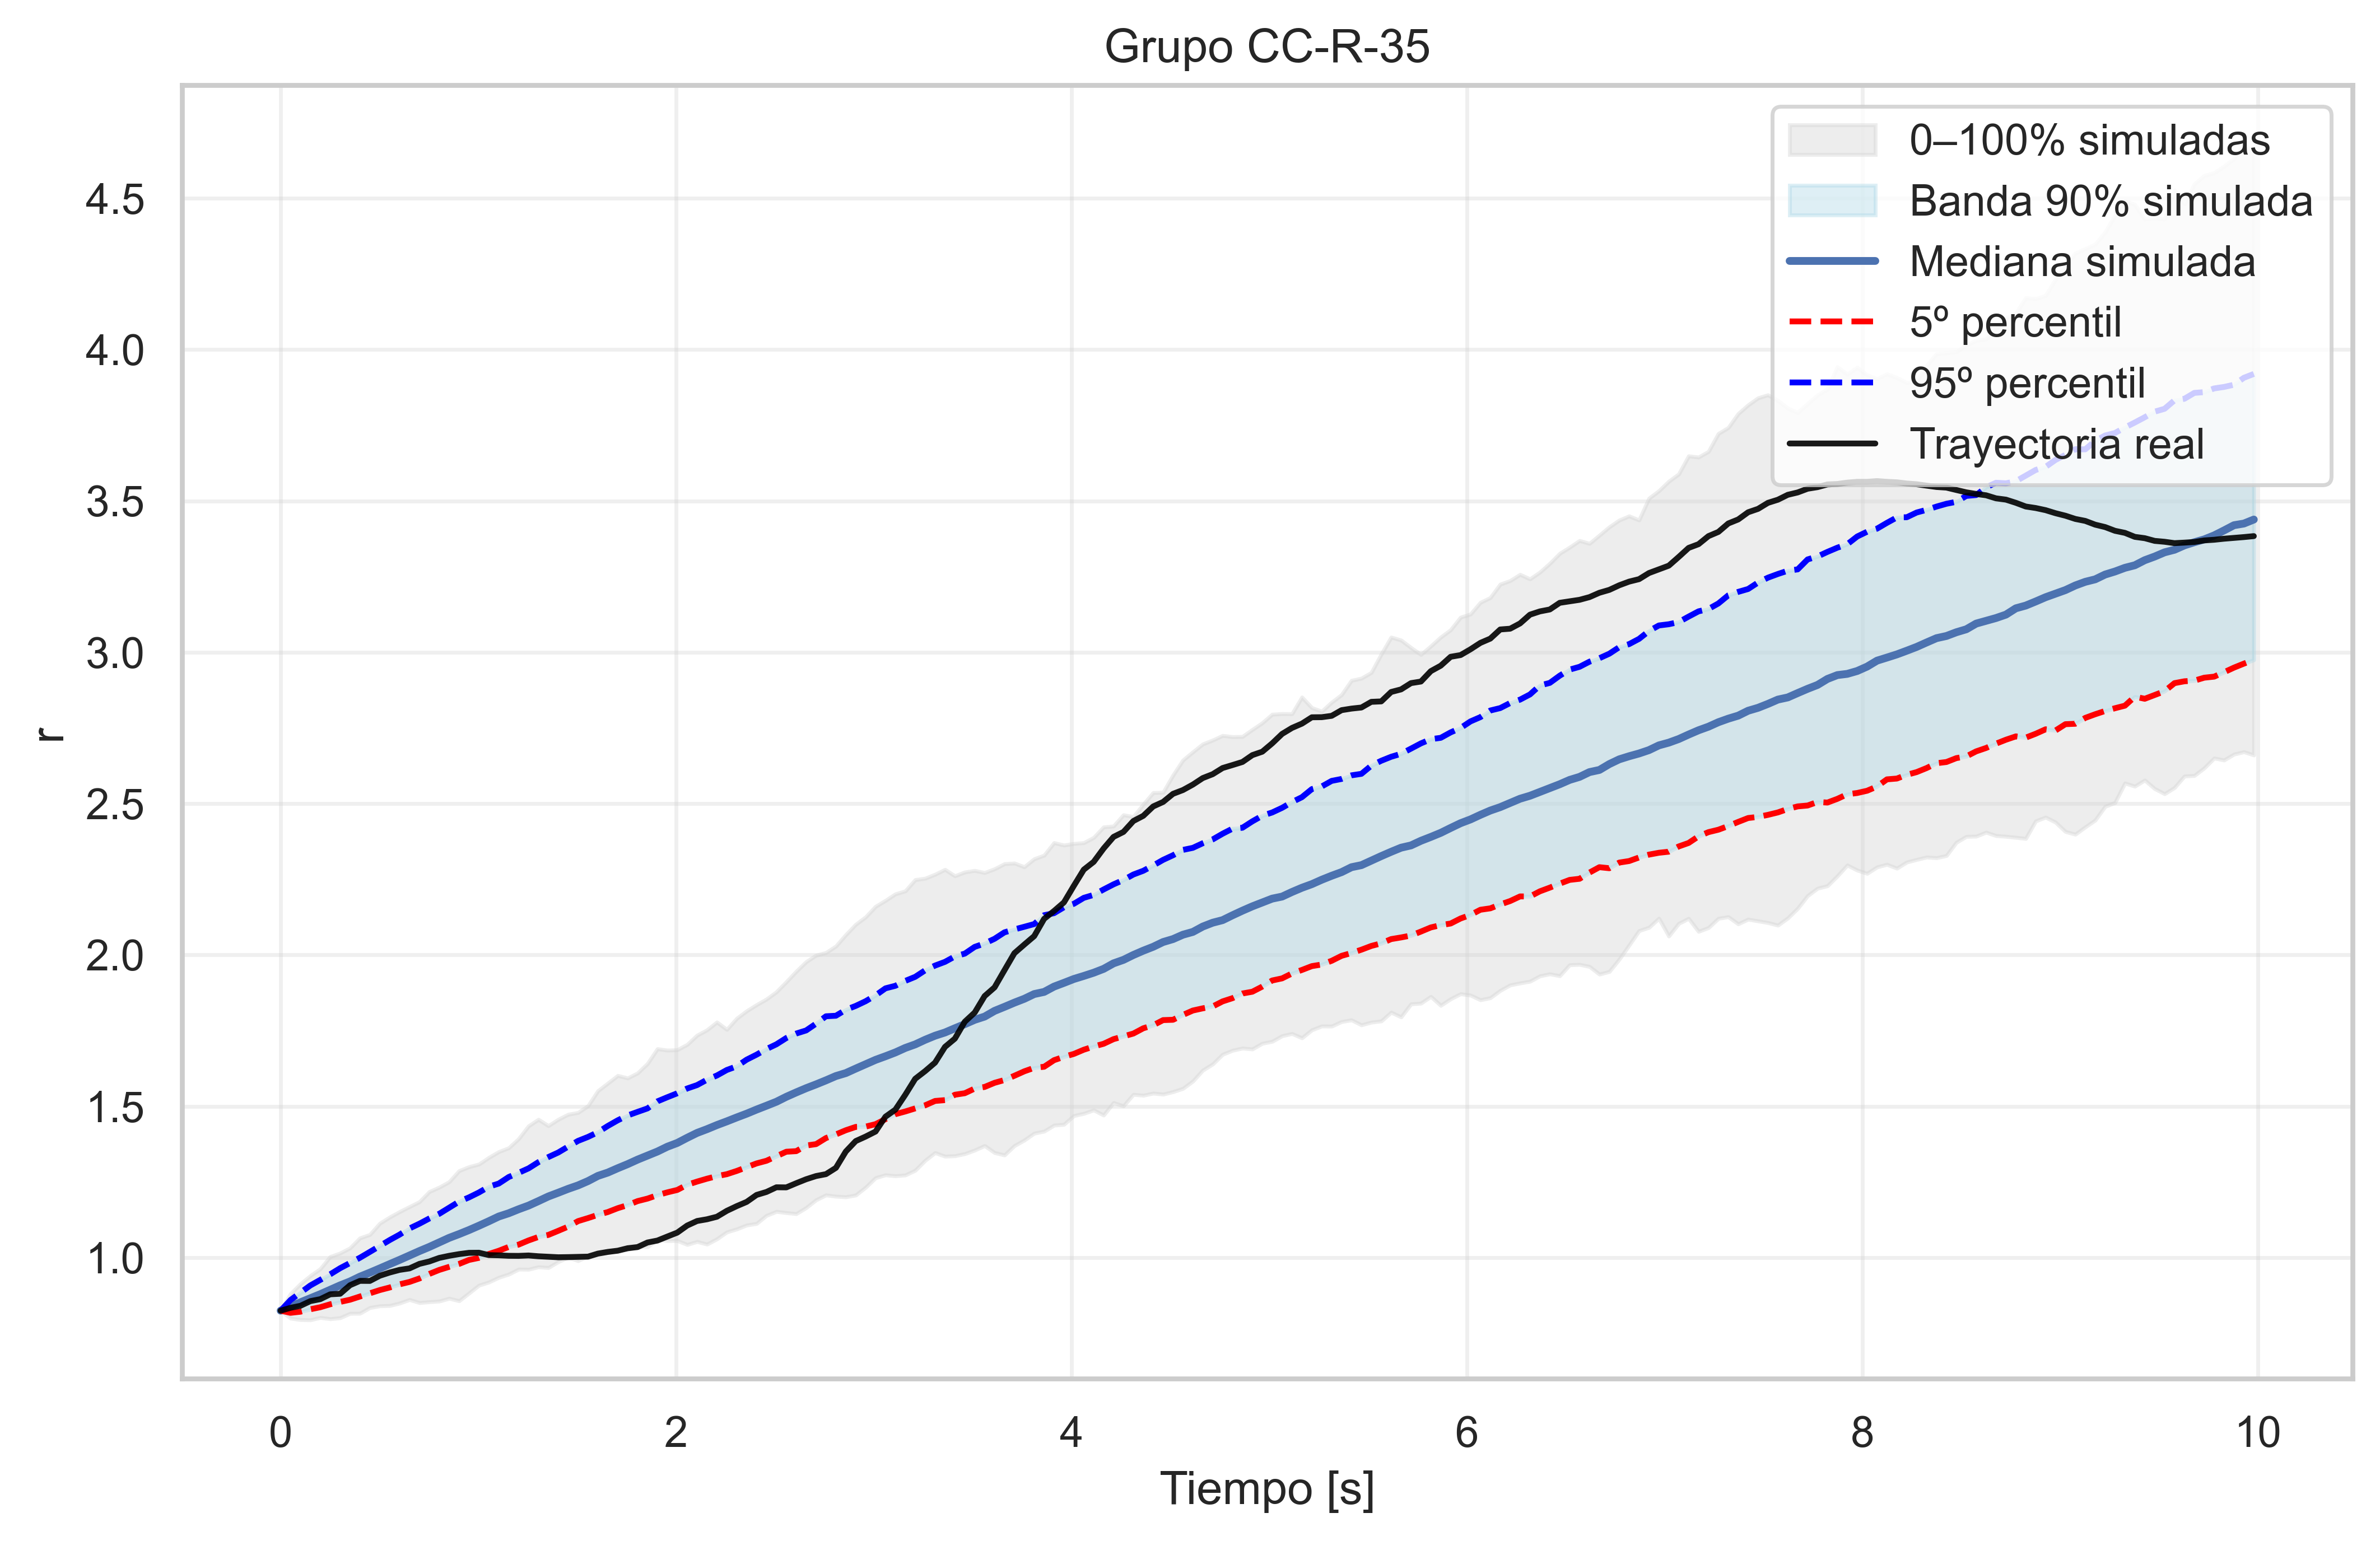 Grupo CC-R-35
0–100% simuladas
Banda 90% simulada
Mediana simulada
5º percentil
95º percentil
Trayectoria real
4.5
4.0
3.5
3.0
2.5
2.0
1.5
1.0
r
0 2 4 6 8 10
Tiempo [s]